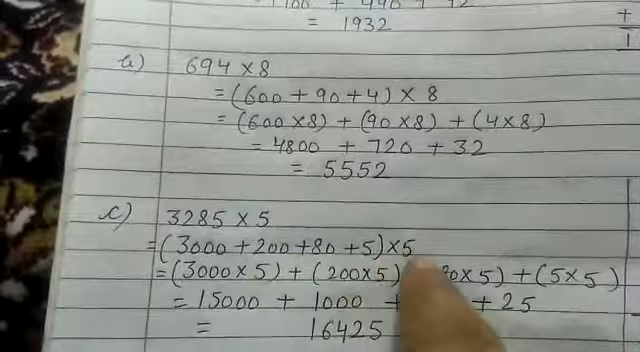 = 1932
a) 694 × 8
= (600 + 90 + 4) × 8
= (600 × 8) + (90 × 8) + (4 × 8)
= 4800 + 720 + 32
= 5552
c) 3285 × 5
= (3000 + 200 + 80 + 5) × 5
= (3000 × 5) + (200 × 5) × 5) + (5 × 5)
= 15000 + 1000 + + 25
= 16425